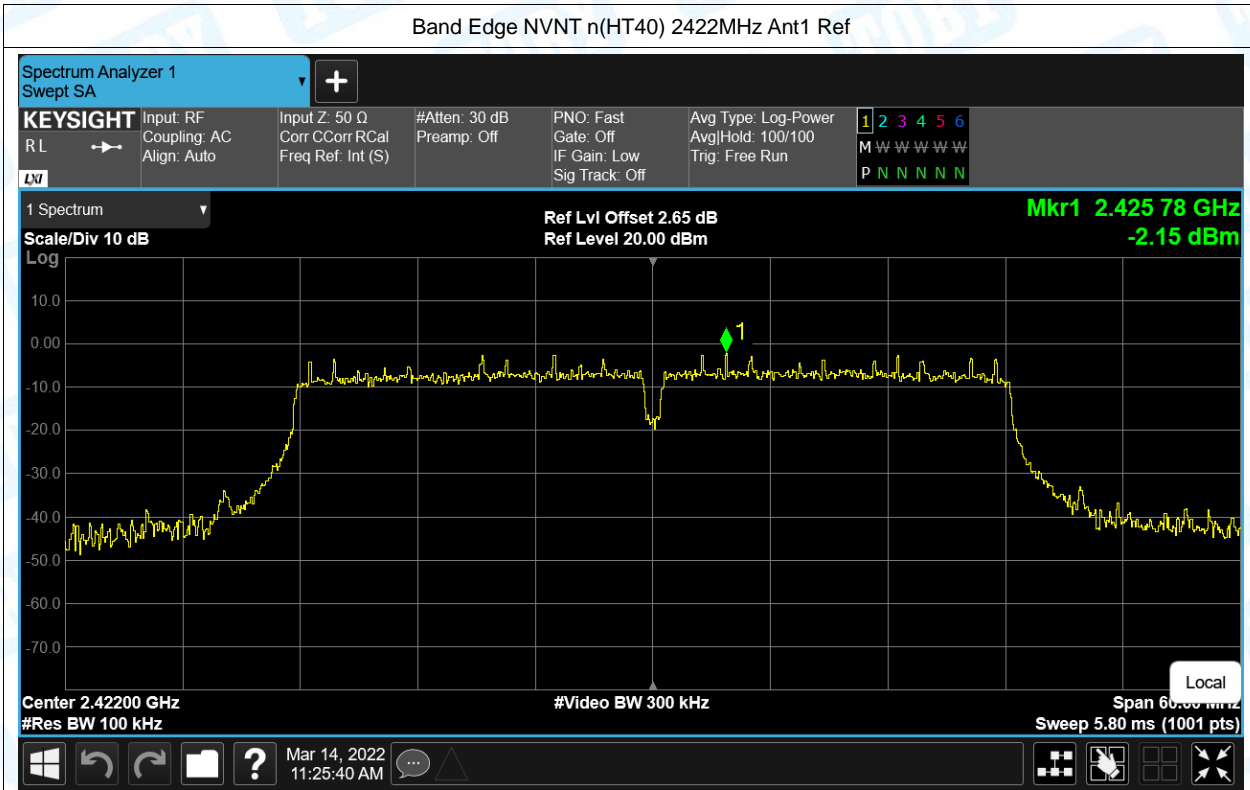 Band Edge NVNT n(HT40) 2422MHz Ant1 Ref
Spectrum Analyzer 1
Swept SA
KEYSIGHT
RL
LXI
Input: RF
Coupling: AC
Align: Auto
Input Z: 50 Ω
Corr CCorr RCal
Freq Ref: Int (S)
#Atten: 30 dB
Preamp: Off
PNO: Fast
Gate: Off
IF Gain: Low
Sig Track: Off
Avg Type: Log-Power
Avg|Hold: 100/100
Trig: Free Run
1 2 3 4 5 6
M W W W W W
P N N N N N
1 Spectrum
Scale/Div 10 dB
Ref Lvl Offset 2.65 dB
Ref Level 20.00 dBm
Mkr1 2.425 78 GHz
-2.15 dBm
Log
10.0
0.00
-10.0
-20.0
-30.0
-40.0
-50.0
-60.0
-70.0
1
Local
Center 2.42200 GHz
#Res BW 100 kHz
#Video BW 300 kHz
Span 60.00 MHz
Sweep 5.80 ms (1001 pts)
Mar 14, 2022
11:25:40 AM